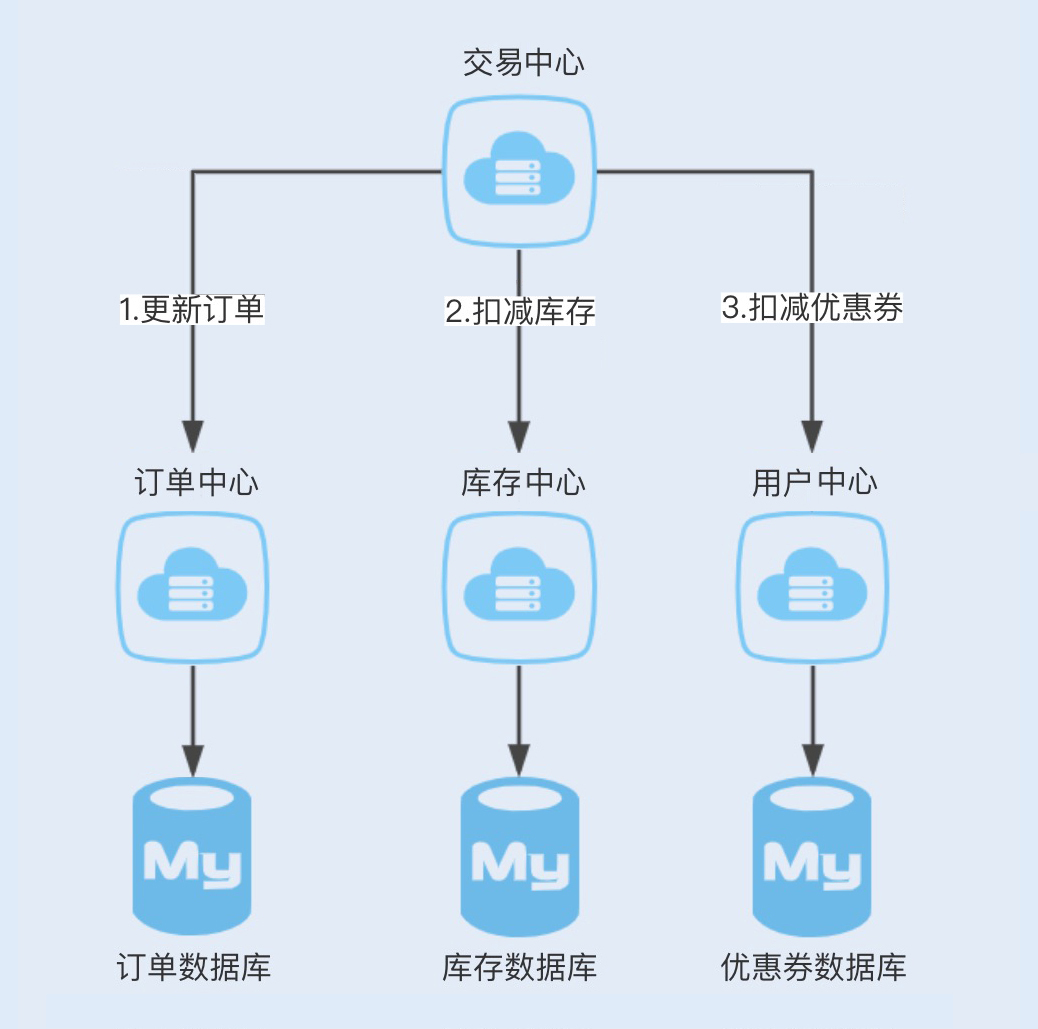 交易中心
1.更新订单
2.扣减库存
3.扣减优惠券
订单中心
库存中心
用户中心
My
My
My
订单数据库
库存数据库
优惠券数据库